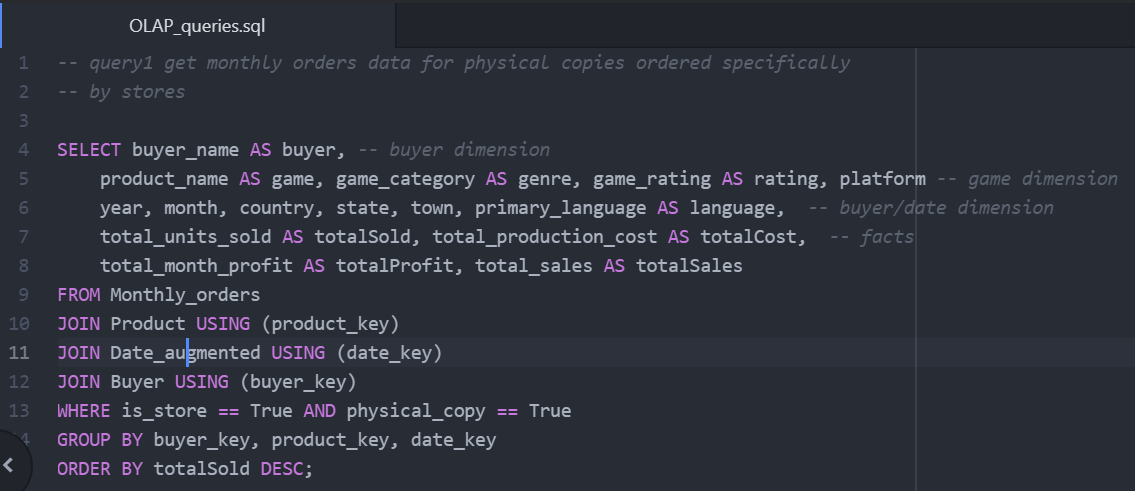 OLAP_queries.sql
1 -- query1 get monthly orders data for physical copies ordered specifically
2 -- by stores
3
4 SELECT buyer_name AS buyer, -- buyer dimension
5 product_name AS game, game_category AS genre, game_rating AS rating, platform -- game dimension
6 year, month, country, state, town, primary_language AS language,  -- buyer/date dimension
7 total_units_sold AS totalSold, total_production_cost AS totalCost,  -- facts
8 total_month_profit AS totalProfit, total_sales AS totalSales
9 FROM Monthly_orders
10 JOIN Product USING (product_key)
11 JOIN Date_augmented USING (date_key)
12 JOIN Buyer USING (buyer_key)
13 WHERE is_store == True AND physical_copy == True
14 GROUP BY buyer_key, product_key, date_key
ORDER BY totalSold DESC;